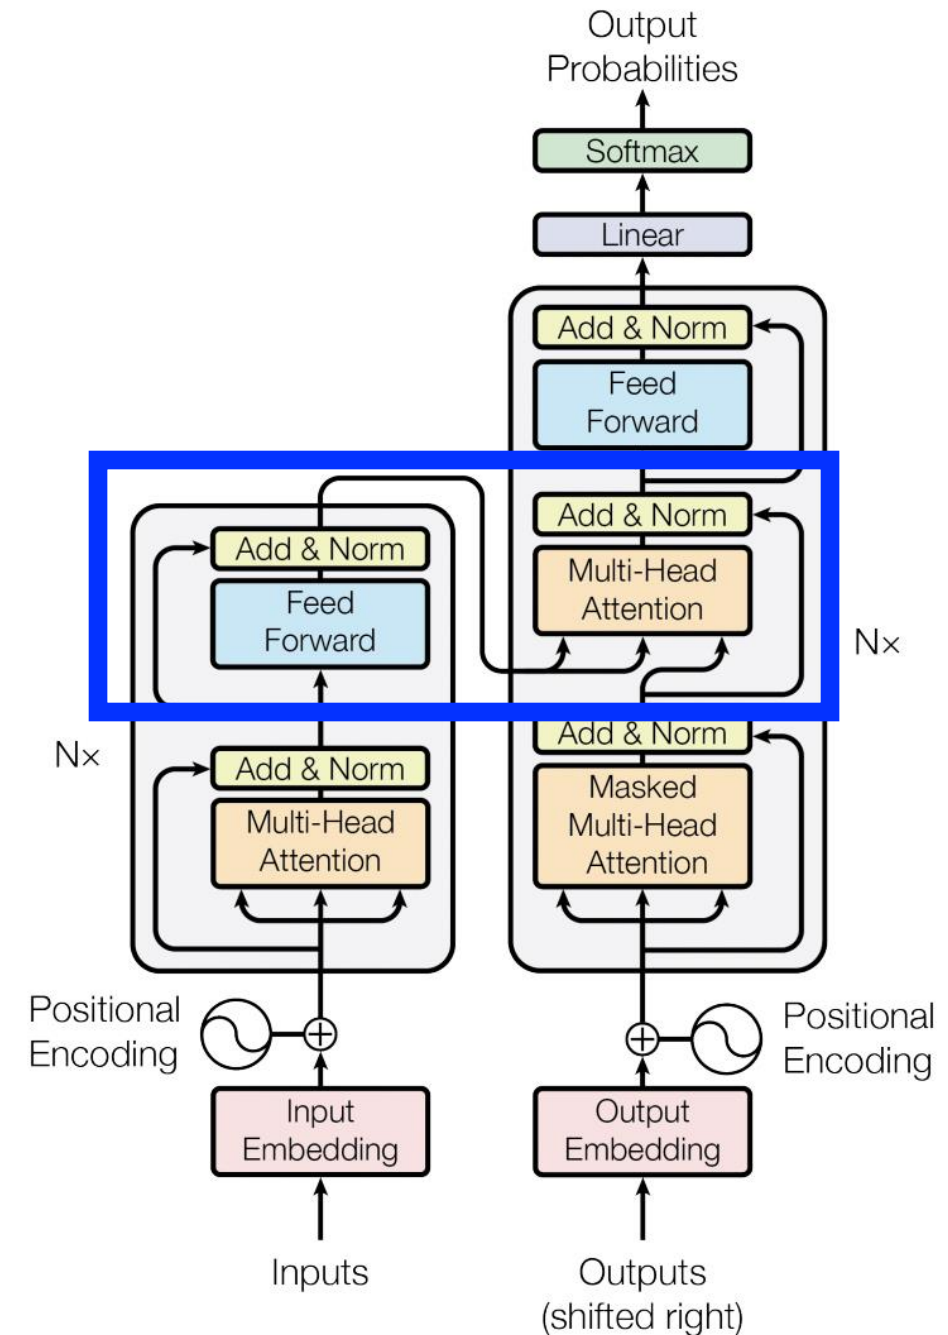 Output
Probabilities
Softmax
Linear
Add & Norm
Feed
Forward
Add & Norm
Multi-Head
Attention
Add & Norm
Feed
Forward
Nx
Add & Norm
Masked
Multi-Head
Attention
Nx
Add & Norm
Multi-Head
Attention
Positional
Encoding
Positional
Encoding
Input
Embedding
Output
Embedding
Inputs
Outputs
(shifted right)